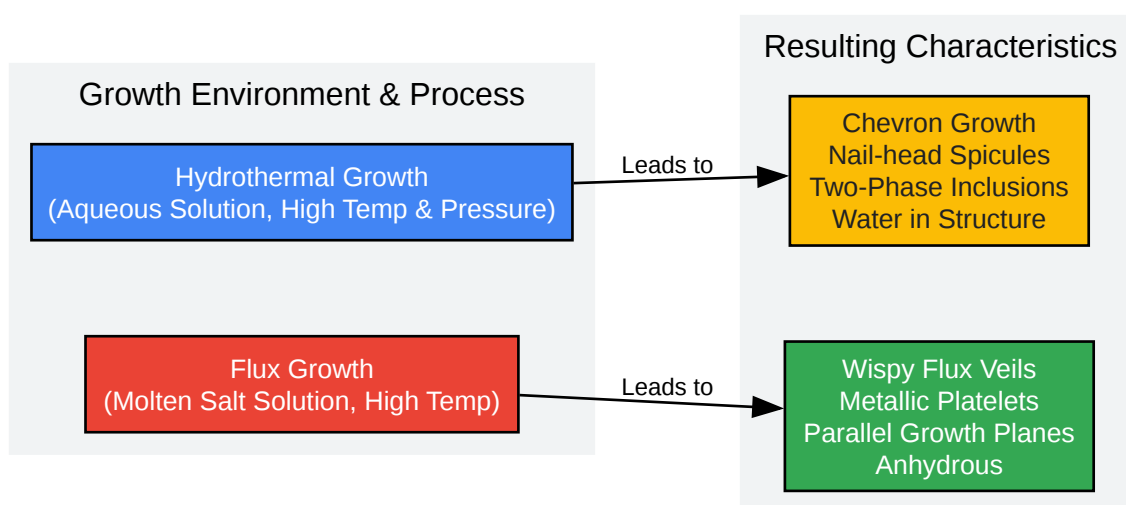 Growth Environment & Process
Hydrothermal Growth
(Aqueous Solution, High Temp & Pressure)
Flux Growth
(Molten Salt Solution, High Temp)
Leads to
Leads to
Resulting Characteristics
Chevron Growth
Nail-head Spicules
Two-Phase Inclusions
Water in Structure
Wispy Flux Veils
Metallic Platelets
Parallel Growth Planes
Anhydrous